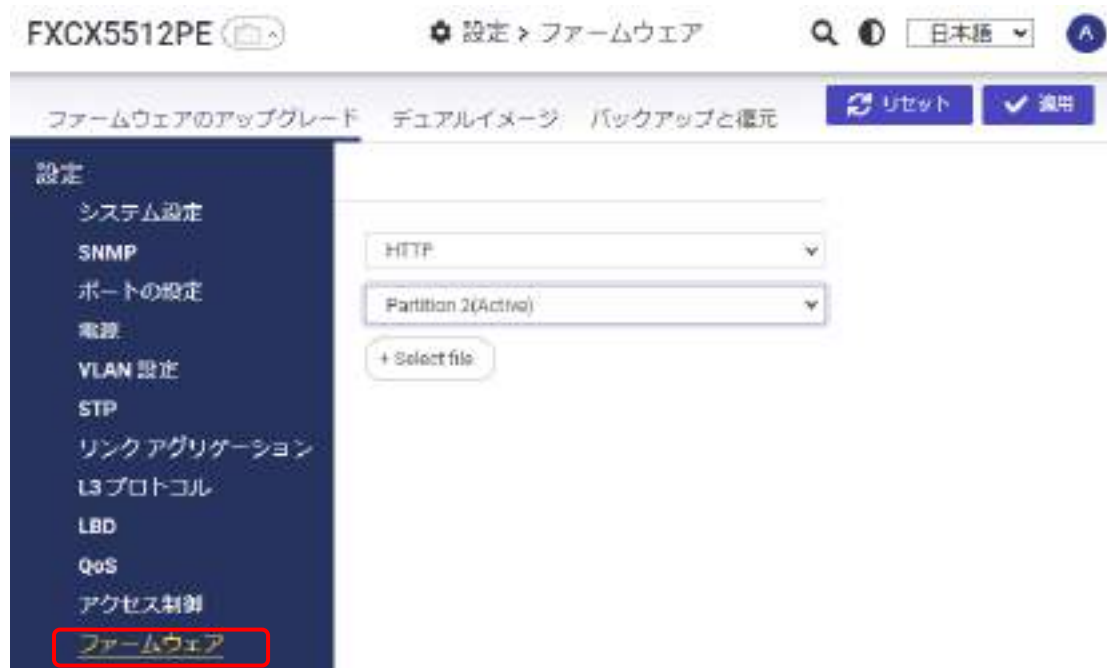 FXCX5512PE
設定 > ファームウェア
日本語
A
ファームウェアのアップグレード
デュアルイメージ
バックアップと復元
リセット
適用
設定
システム設定
SNMP
ポートの設定
電源
VLAN 設定
STP
リンク アグリゲーション
L3 プロトコル
LBD
QoS
アクセス制御
ファームウェア
HTTP
Partition 2(Active)
+ Select file